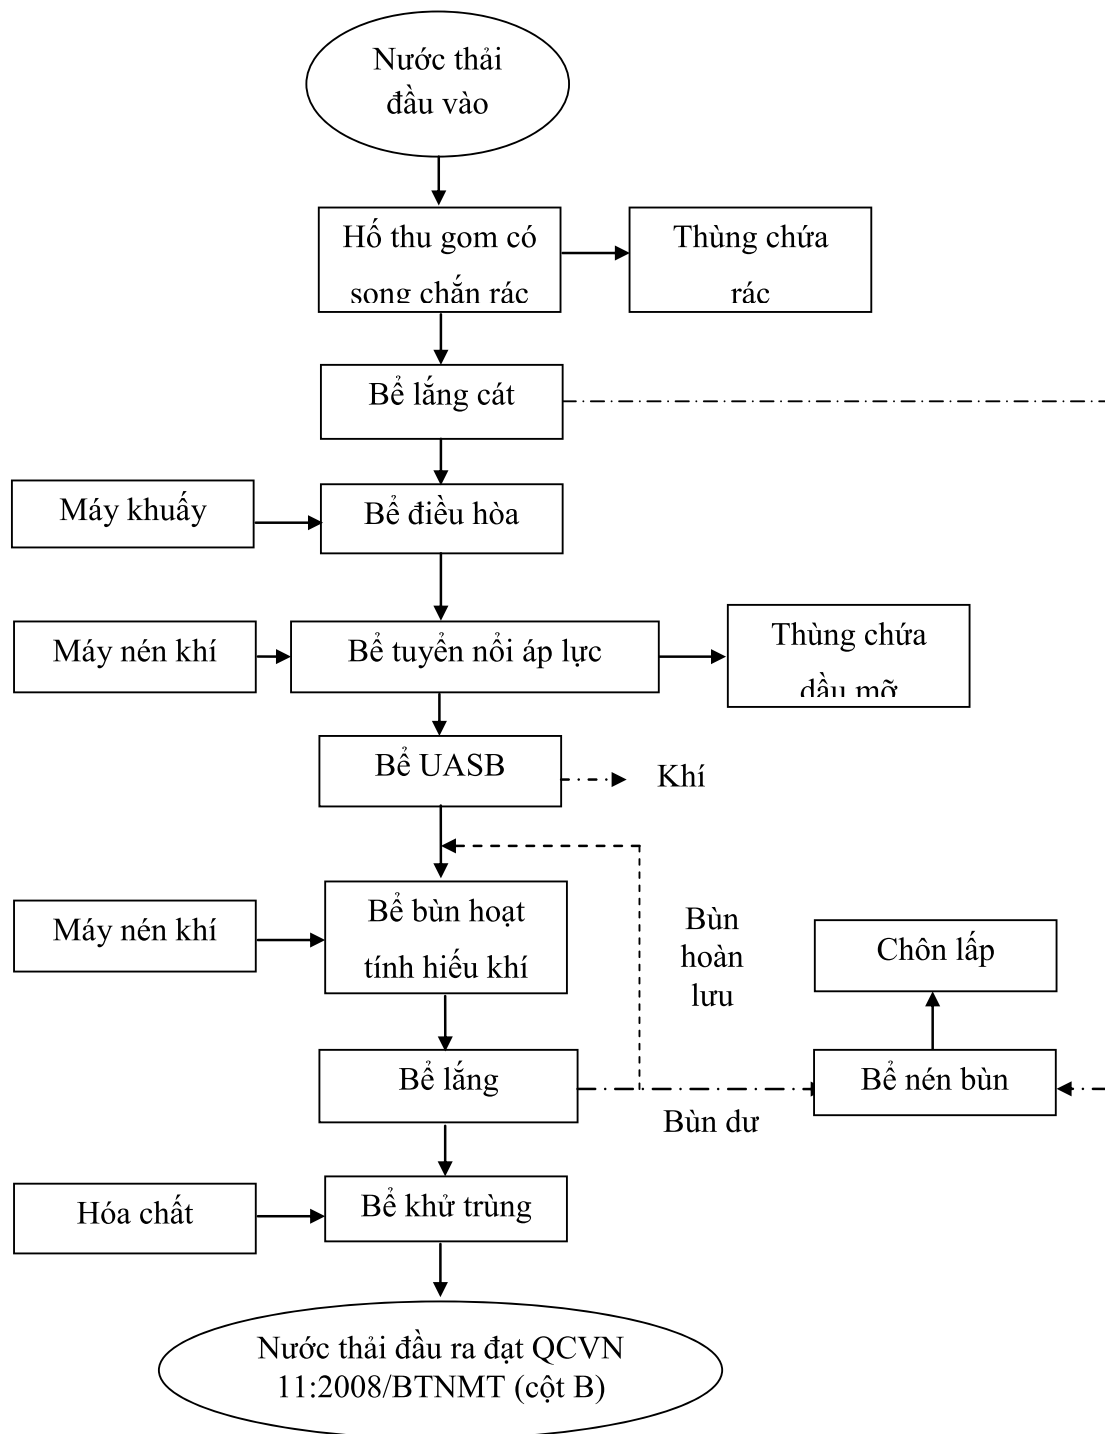 Nước thải
đầu vào
Hố thu gom có
song chắn rác
Thùng chứa
rác
Bể lắng cát
Máy khuấy
Bể điều hòa
Máy nén khí
Bể tuyển nổi áp lực
Thùng chứa
dầu mỡ
Bể UASB
Khí
Máy nén khí
Bể bùn hoạt
tính hiếu khí
Bùn
hoàn
lưu
Chôn lấp
Bể lắng
Bùn dư
Bể nén bùn
Hóa chất
Bể khử trùng
Nước thải đầu ra đạt QCVN
11:2008/BTNMT (cột B)